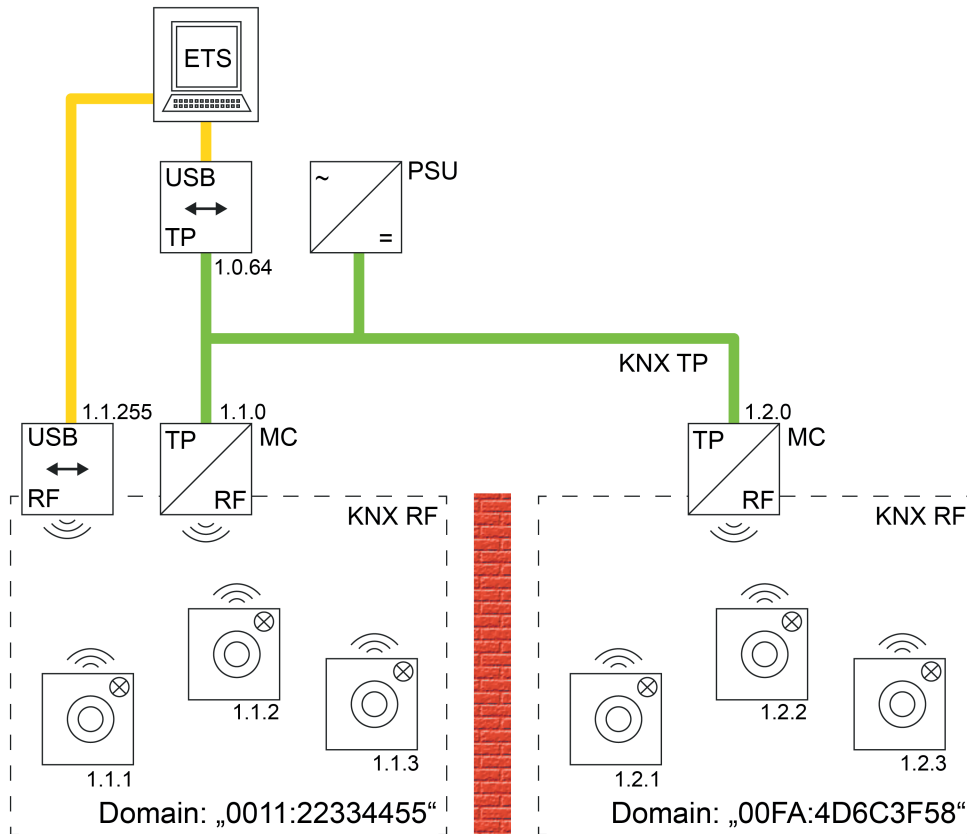 ETS
USB
TP
PSU
~
=
1.0.64
KNX TP
1.1.255
1.1.0
1.2.0
USB
RF
TP
RF
MC
TP
RF
MC
KNX RF
KNX RF
1.1.1
1.1.2
1.1.3
1.2.1
1.2.2
1.2.3
Domain: „0011:22334455“
Domain: „00FA:4D6C3F58“